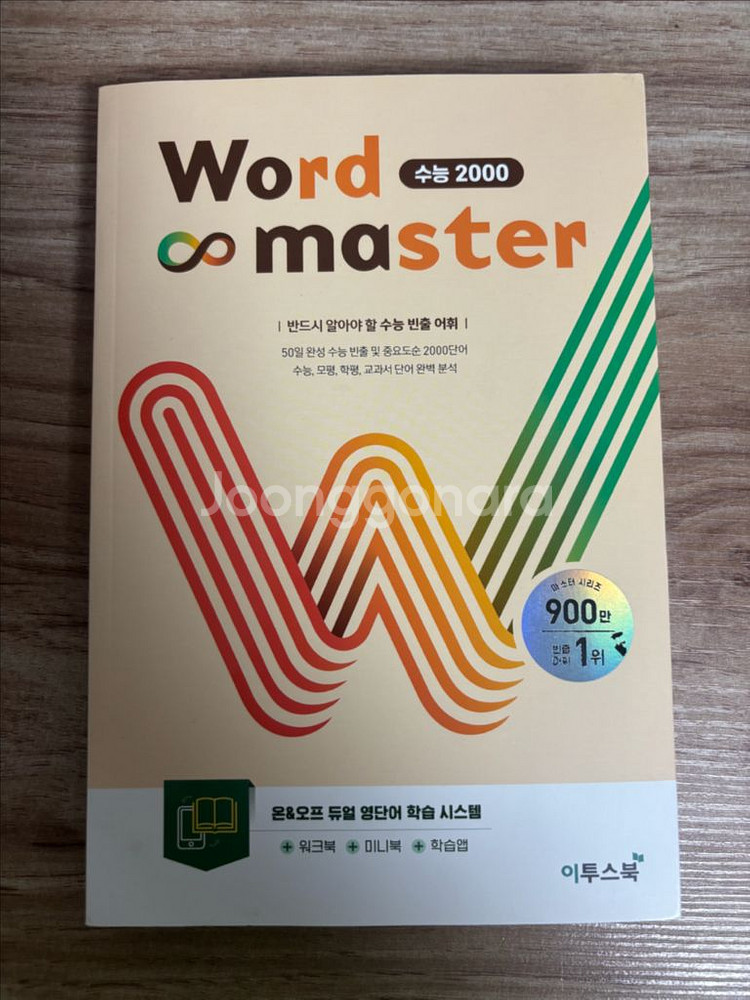 Word 수능 2000
master
| 반드시 알아야 할 수능 빈출 어휘 |
50일 완성 수능 빈출 및 중요도순 2000단어
수능, 모평, 학평, 교과서 단어 완벽 분석
Joonggonara
마스터 시리즈
900만
빈출
어휘 1위
온&오프 듀얼 영단어 학습 시스템
+ 워크북 + 미니북 + 학습앱
이투스북